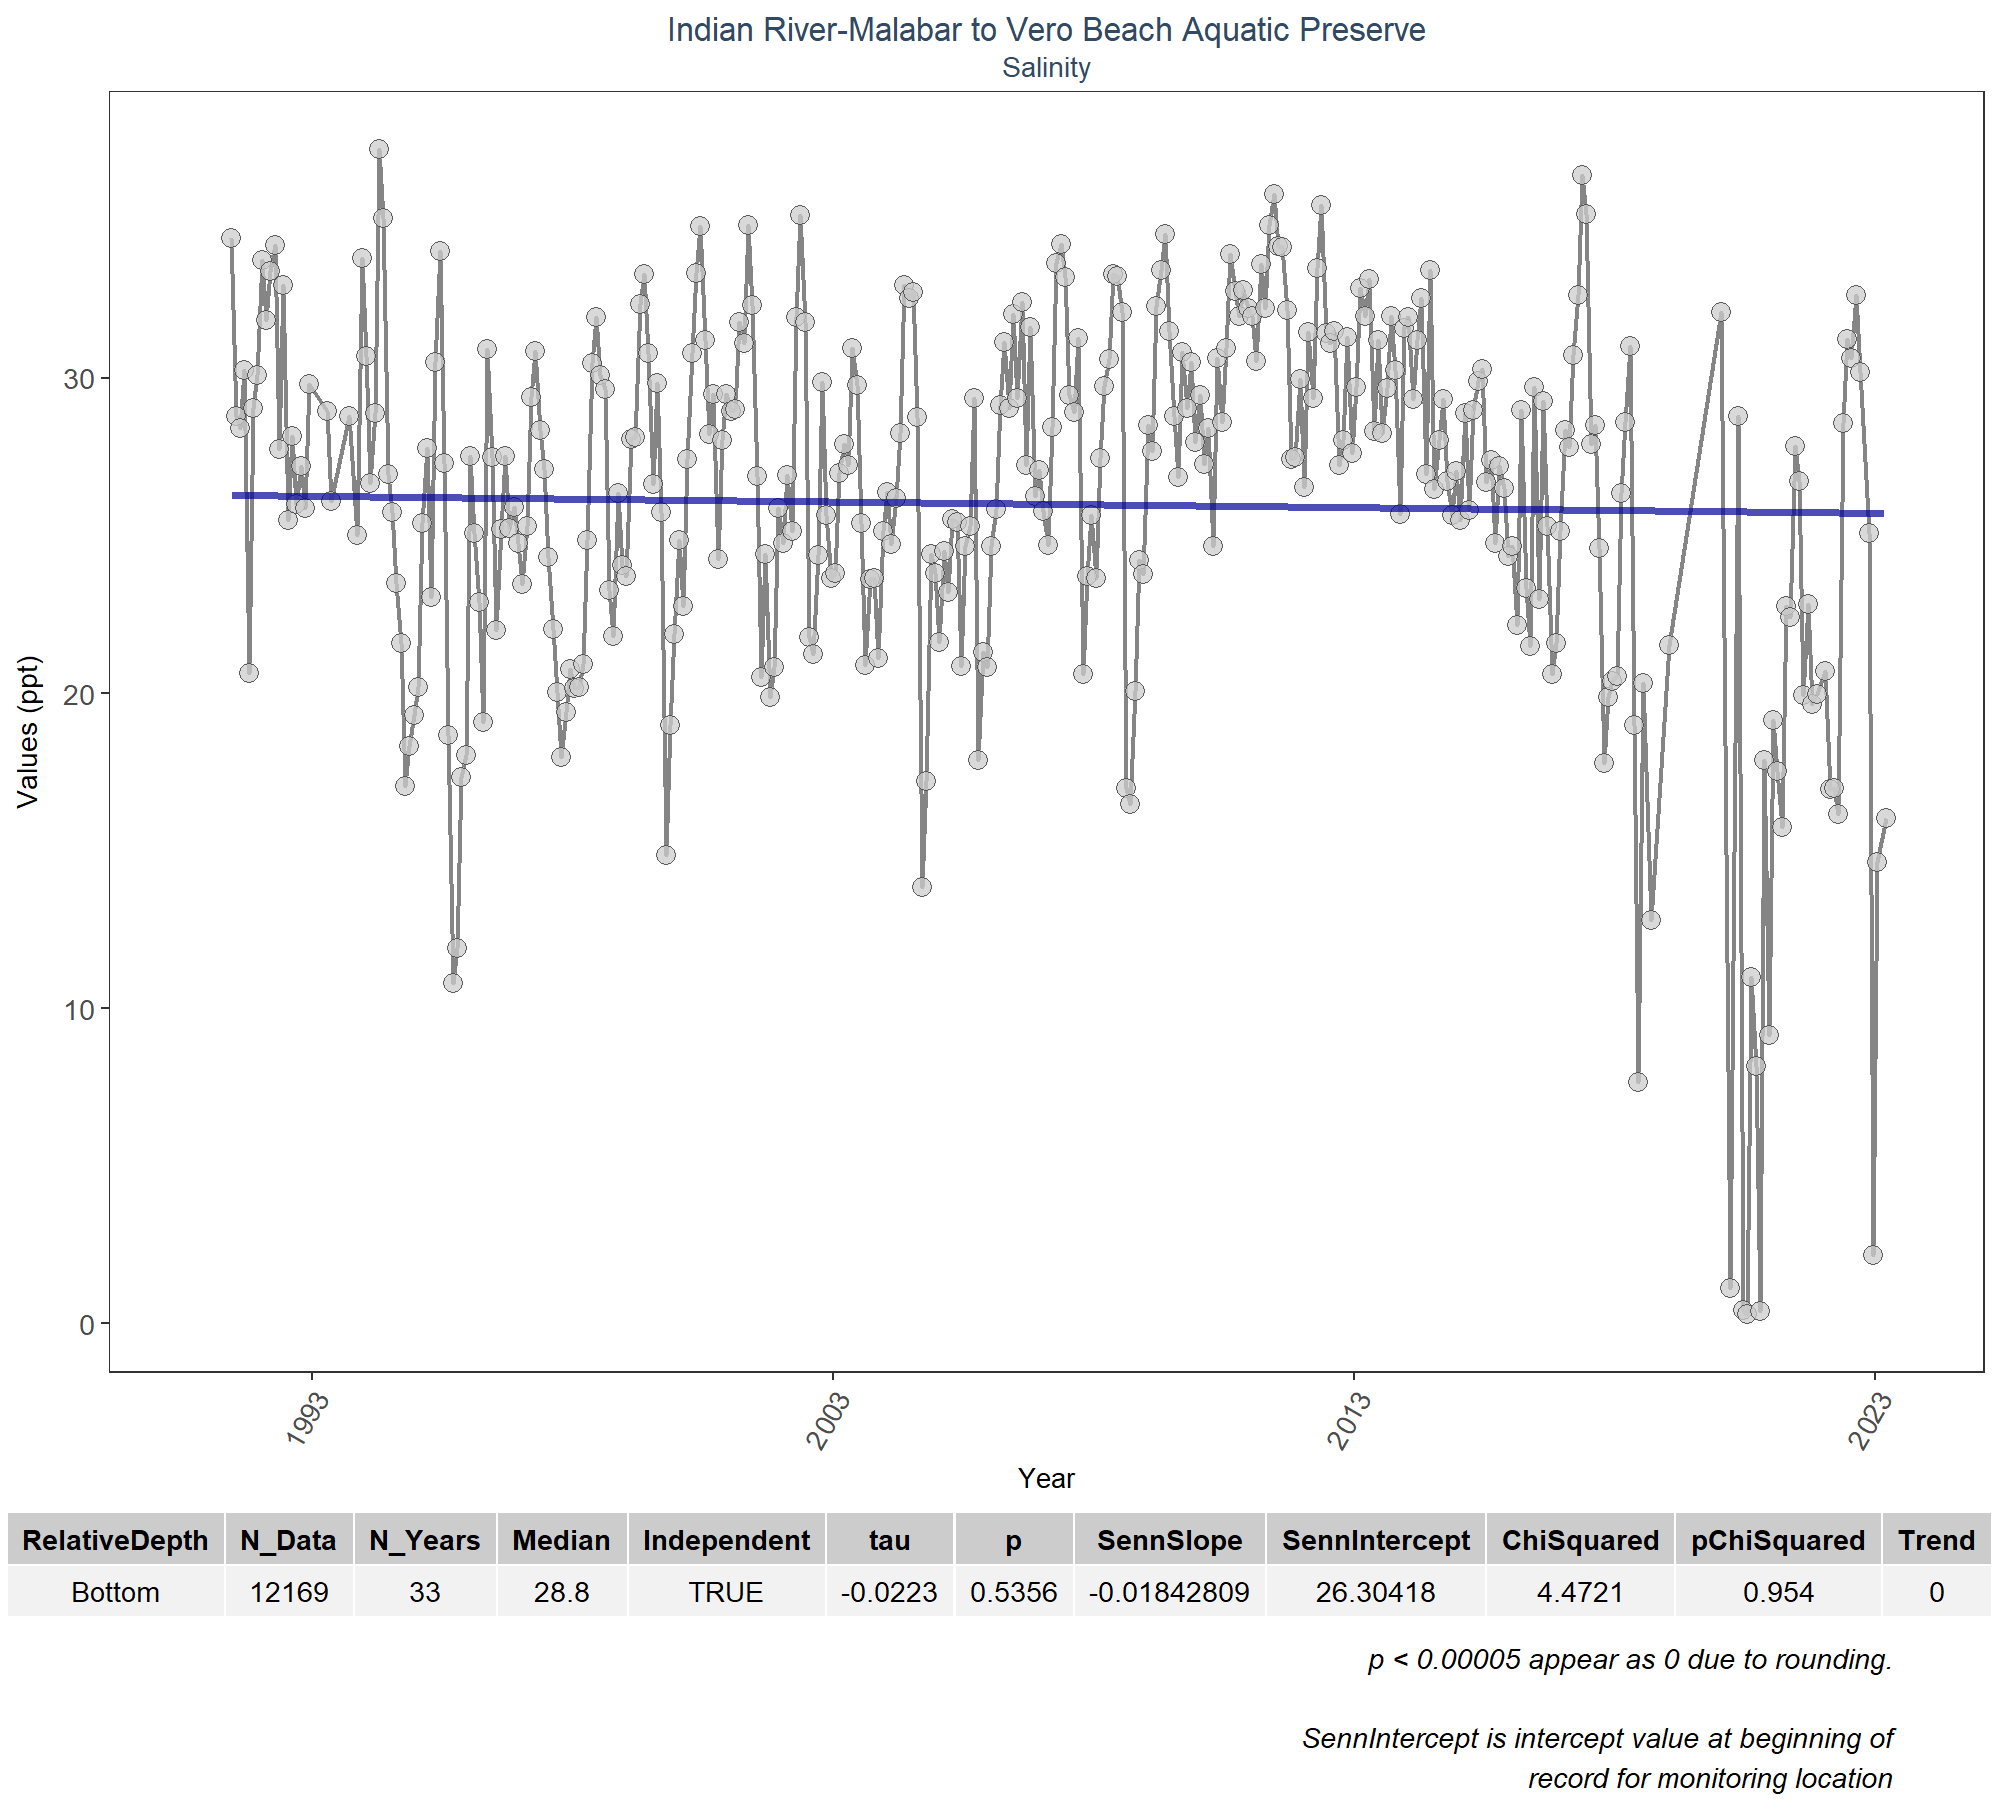 Indian River-Malabar to Vero Beach Aquatic Preserve
Salinity
Values (ppt)
30
20
10
0
1993
2003
2013
2023
Year
RelativeDepth N_Data N_Years Median Independent tau p SennSlope SennIntercept ChiSquared pChiSquared Trend
Bottom 12169 33 28.8 TRUE -0.0223 0.5356 -0.01842809 26.30418 4.4721 0.954 0
p < 0.00005 appear as 0 due to rounding.
SennIntercept is intercept value at beginning of
record for monitoring location